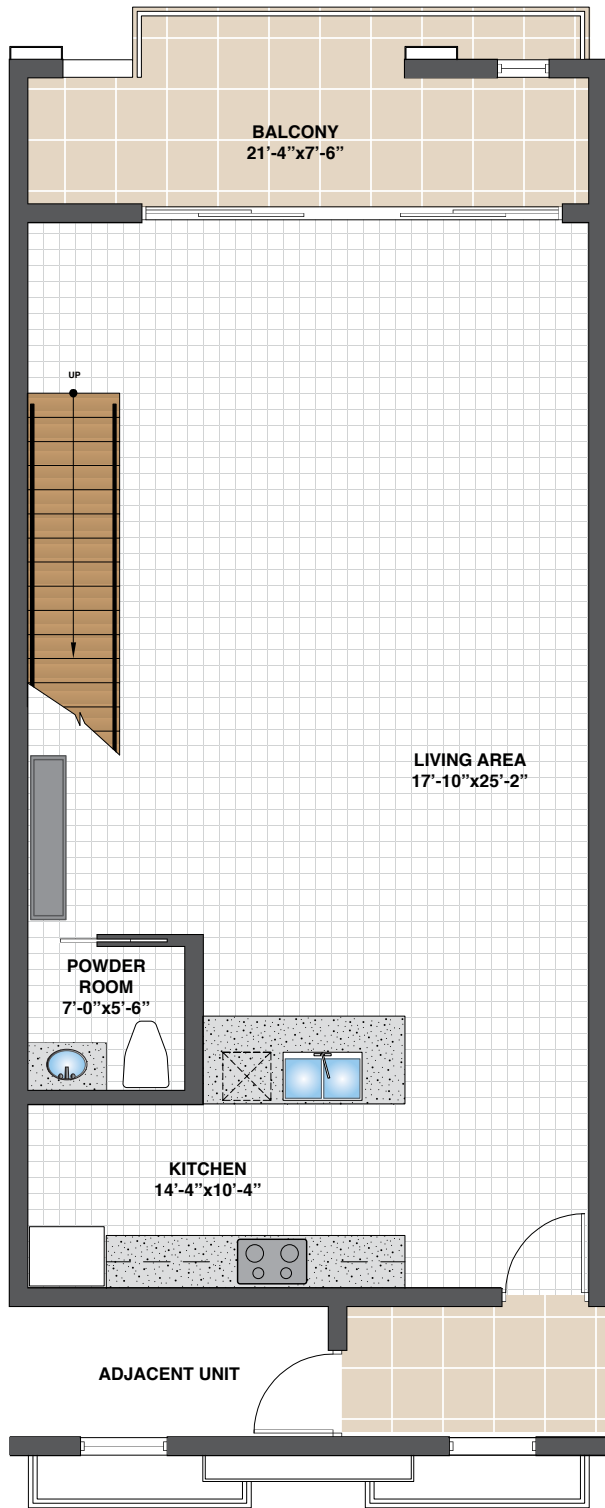 BALCONY
21’-4”x7’-6”
UP
LIVING AREA
17’-10”x25’-2”
POWDER
ROOM
7’-0”x5’-6”
KITCHEN
14’-4”x10’-4”
ADJACENT UNIT